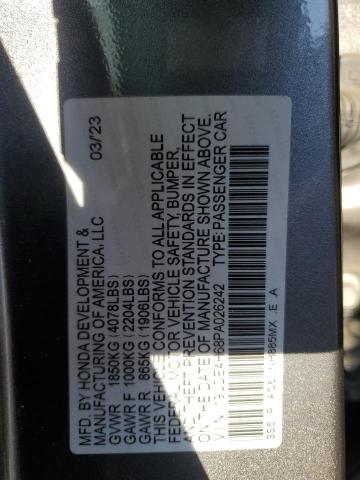 MFD. BY HONDA DEVELOPMENT & 03/23
MANUFACTURING OF AMERICA, LLC
GVWR 1850KG (4078LBS)
GAWR F 1000KG (2204LBS)
GAWR R 865KG (1906LBS)
THIS VEHICLE CONFORMS TO ALL APPLICABLE
FEDERAL MOTOR VEHICLE SAFETY, BUMPER,
AND THEFT PREVENTION STANDARDS IN EFFECT
ON THE DATE OF MANUFACTURE SHOWN ABOVE.
TYPE: PASSENGER CAR